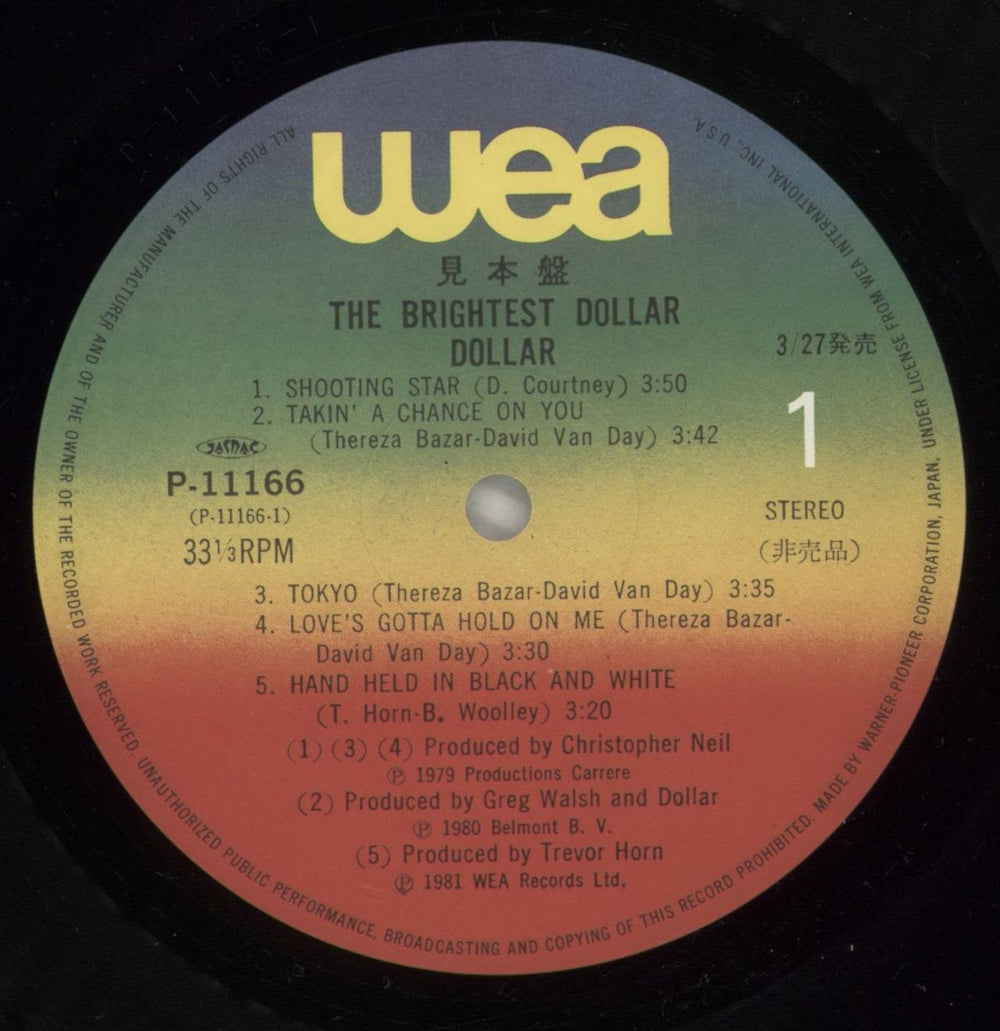 wea
見本盤
THE BRIGHTEST DOLLAR
DOLLAR
3/27発売
1. SHOOTING STAR (D. Courtney) 3:50
2. TAKIN' A CHANCE ON YOU
(Thereza Bazar-David Van Day) 3:42
1
JASRAC
P-11166
(P-11166-1)
33⅓RPM
STEREO
(非売品)
3. TOKYO (Thereza Bazar-David Van Day) 3:35
4. LOVE'S GOTTA HOLD ON ME (Thereza Bazar-
David Van Day) 3:30
5. HAND HELD IN BLACK AND WHITE
(T. Horn-B. Woolley) 3:20
(1) (3) (4) Produced by Christopher Neil
Ⓟ 1979 Productions Carrere
(2) Produced by Greg Walsh and Dollar
Ⓟ 1980 Belmont B. V.
(5) Produced by Trevor Horn
Ⓟ 1981 WEA Records Ltd,
ALL RIGHTS OF THE MANUFACTURER AND OF THE OWNER OF THE RECORDED WORK RESERVED. UNAUTHORIZED PUBLIC PERFORMANCE, BROADCASTING AND COPYING OF THIS RECORD PROHIBITED. MADE BY WARNER-PIONEER CORPORATION, JAPAN, UNDER LICENSE FROM WEA INTERNATIONAL INC, U.S.A.
P-11166-1